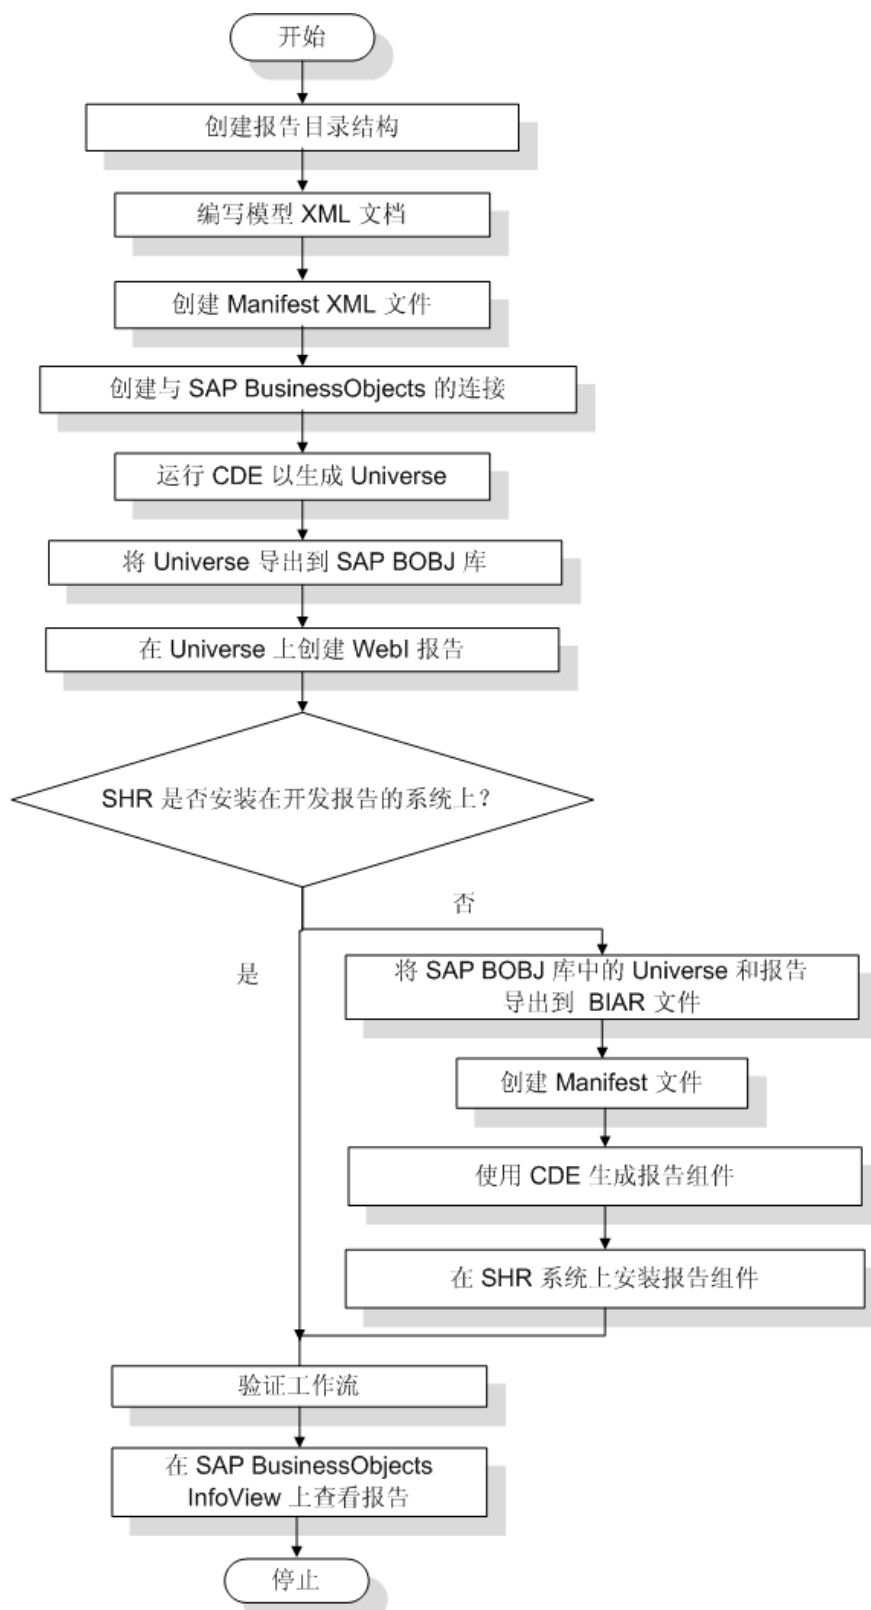 开始
创建报告目录结构
编写模型 XML 文档
创建 Manifest XML 文件
创建与 SAP BusinessObjects 的连接
运行 CDE 以生成 Universe
将 Universe 导出到 SAP BOBJ 库
在 Universe 上创建 WebI 报告
SHR 是否安装在开发报告的系统上？
否
是
将 SAP BOBJ 库中的 Universe 和报告
导出到 BIAR 文件
创建 Manifest 文件
使用 CDE 生成报告组件
在 SHR 系统上安装报告组件
验证工作流
在 SAP BusinessObjects
InfoView 上查看报告
停止